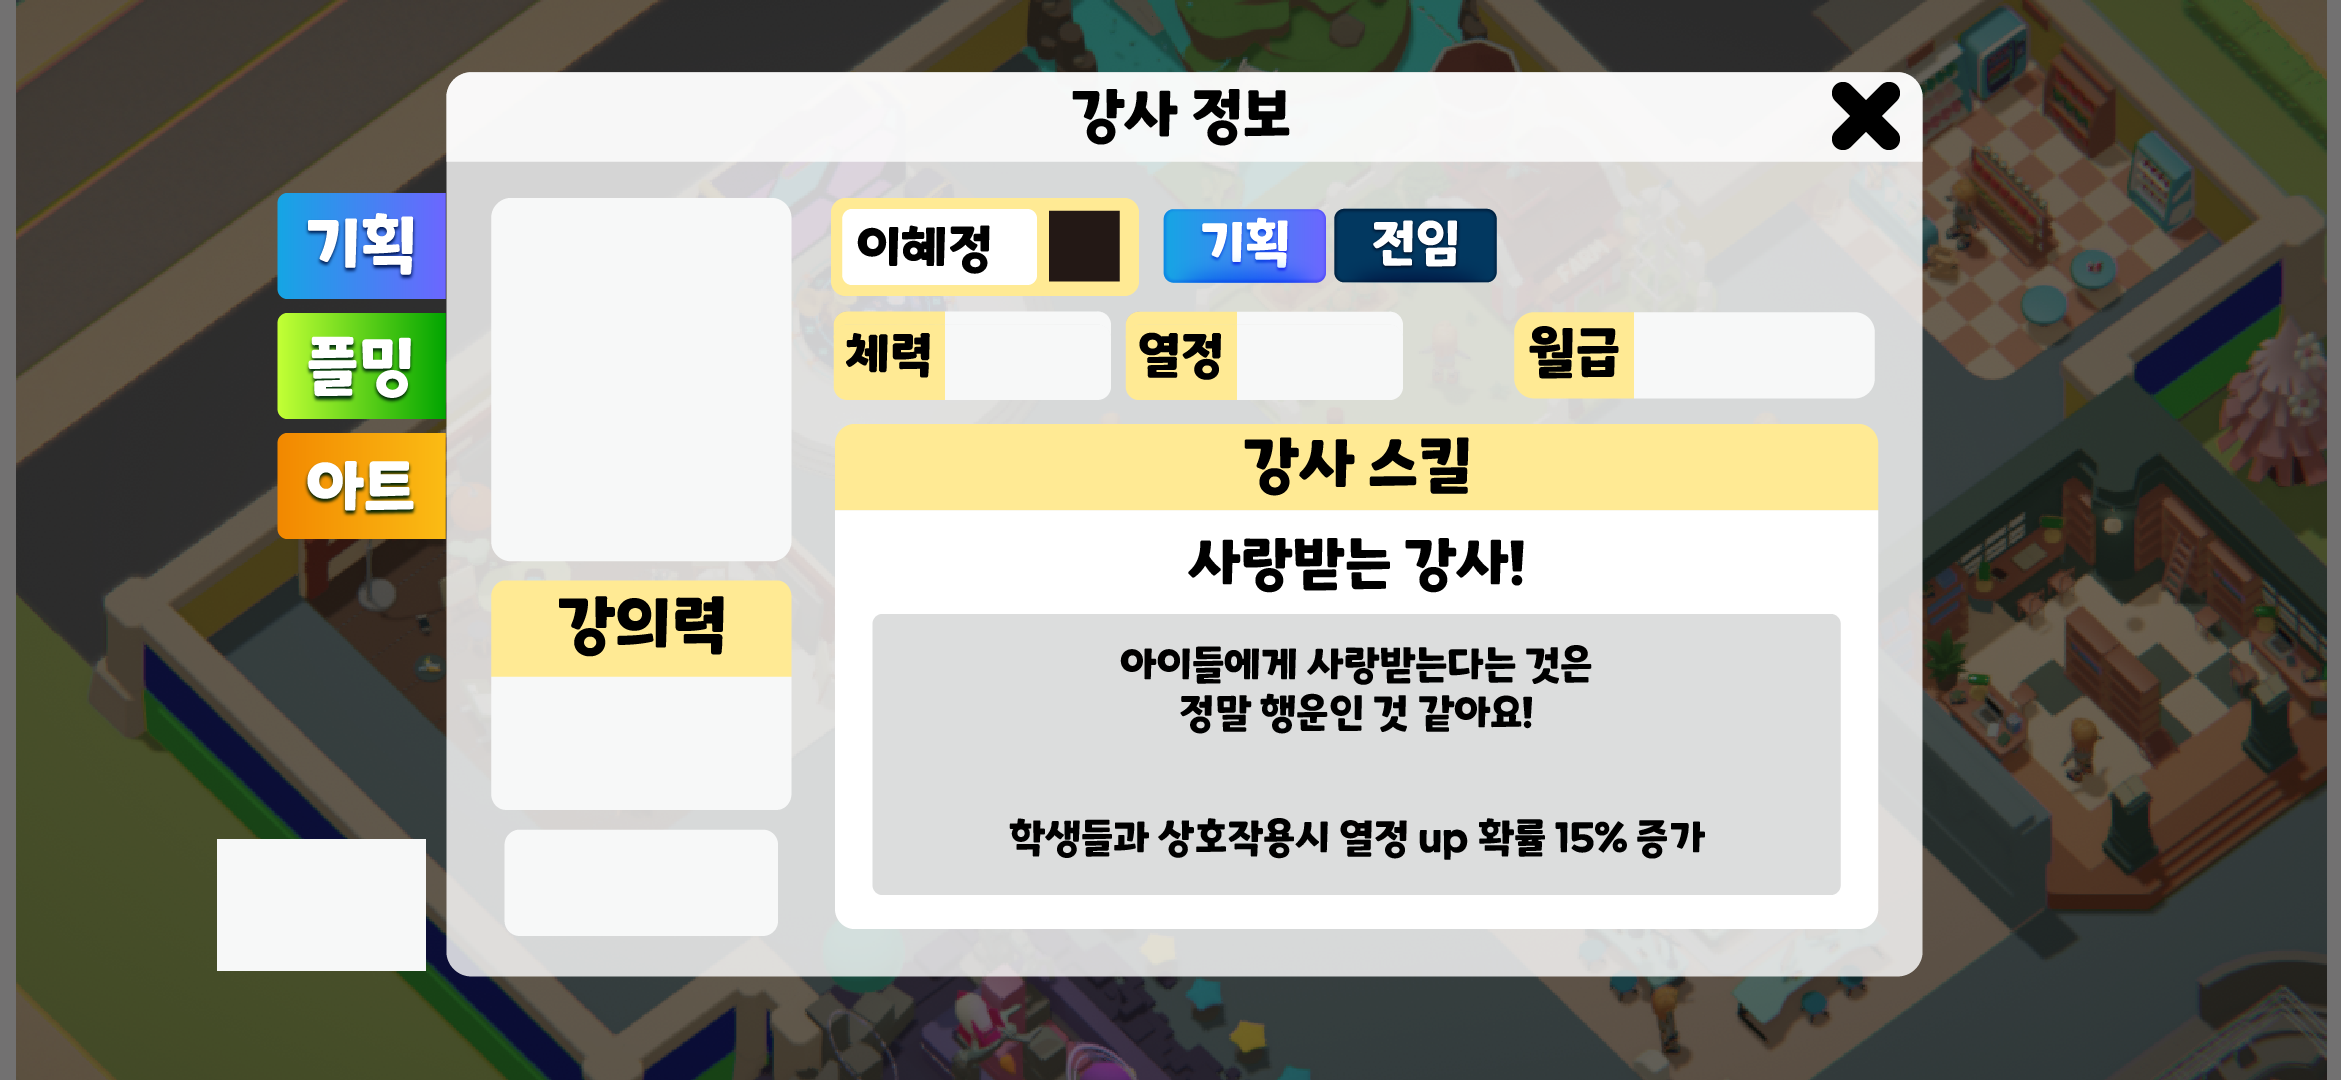 강사 정보
기획
플밍
아트
이혜정
기획
전임
체력
열정
월급
강의력
강사 스킬
사랑받는 강사!
아이들에게 사랑받는다는 것은
정말 행운인 것 같아요!
학생들과 상호작용시 열정 up 확률 15% 증가